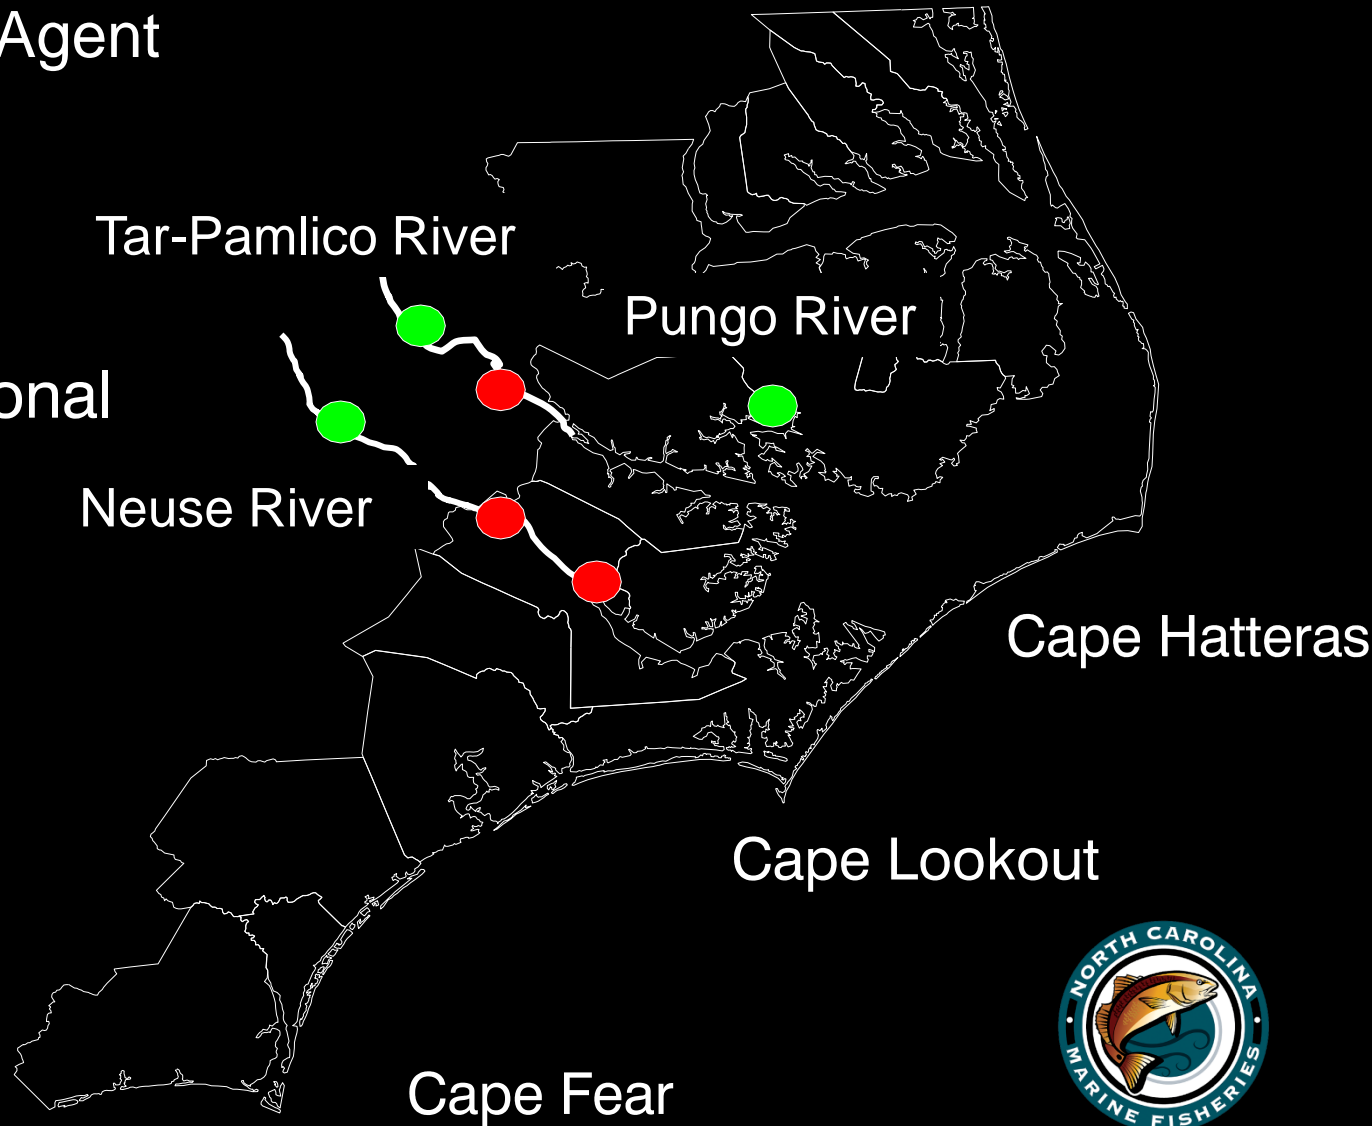 Agent
Tar-Pamlico River
Pungo River
onal
Neuse River
Cape Hatteras
Cape Lookout
NORTH CAROLINA
MARINE FISHERIES
Cape Fear